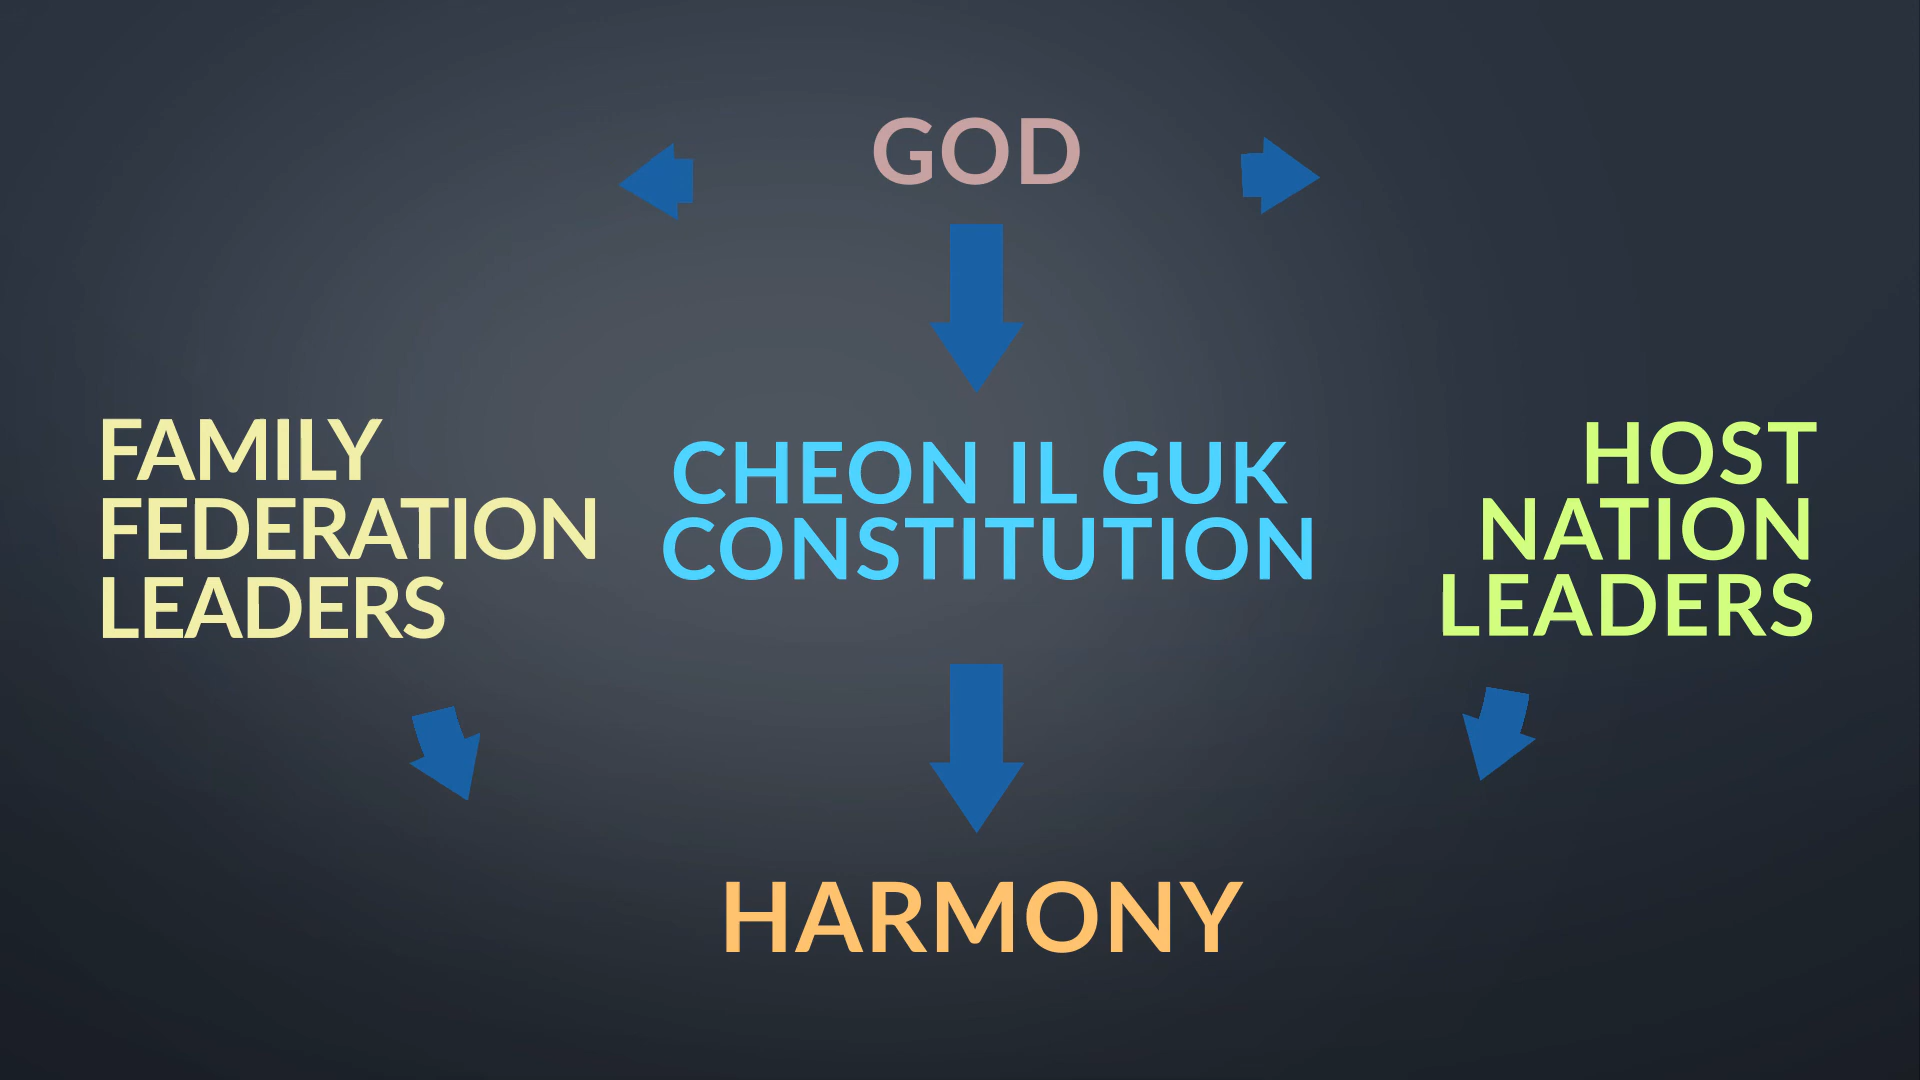 GOD
FAMILY
FEDERATION
LEADERS
CHEON IL GUK
CONSTITUTION
HOST
NATION
LEADERS
HARMONY